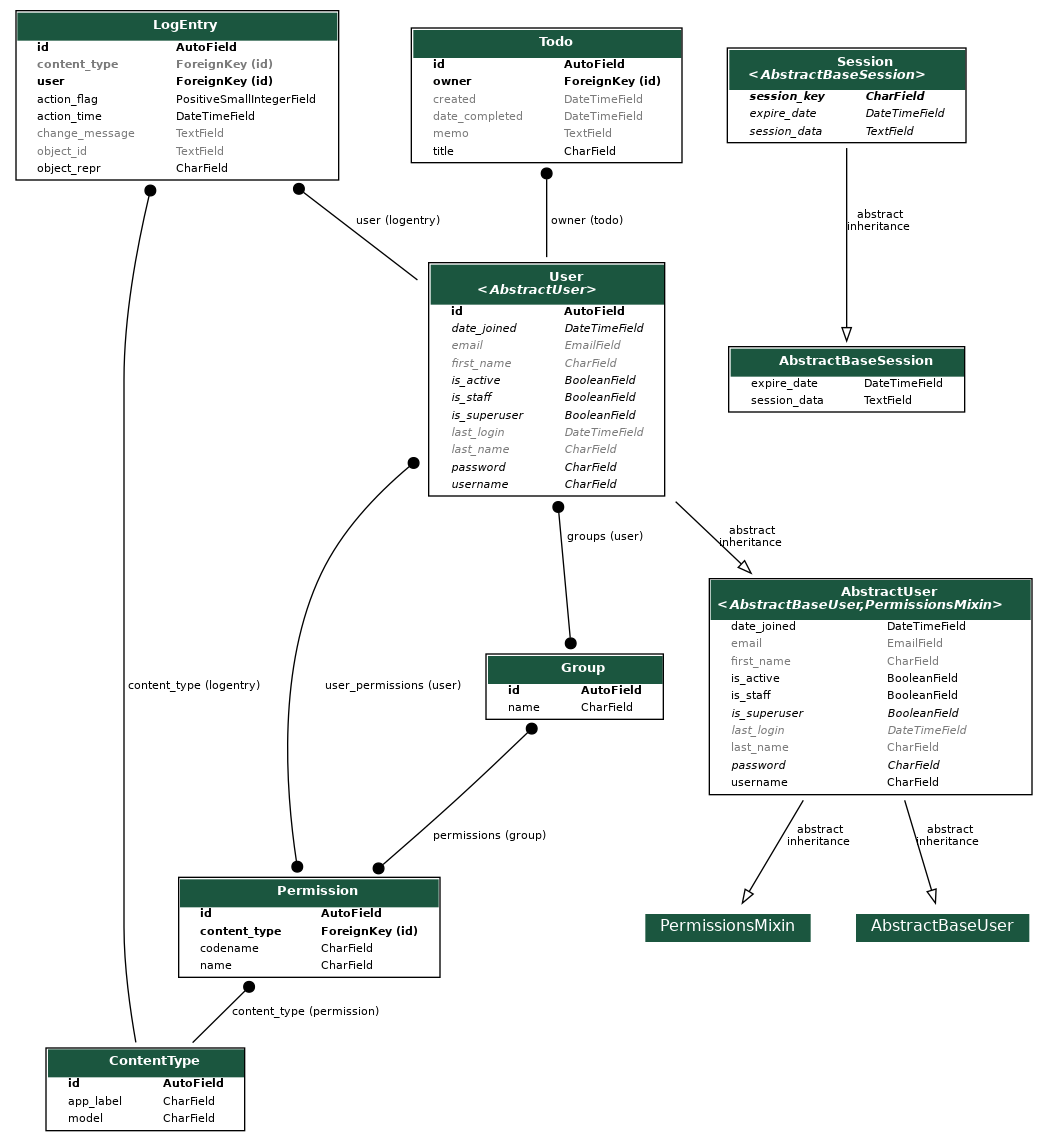 LogEntry
id AutoField
content_type ForeignKey (id)
user ForeignKey (id)
action_flag PositiveSmallIntegerField
action_time DateTimeField
change_message TextField
object_id TextField
object_repr CharField
Todo
id AutoField
owner ForeignKey (id)
created DateTimeField
date_completed DateTimeField
memo TextField
title CharField
Session
<AbstractBaseSession>
session_key CharField
expire_date DateTimeField
session_data TextField
user (logentry)
owner (todo)
abstract
inheritance
User
<AbstractUser>
id AutoField
date_joined DateTimeField
email EmailField
first_name CharField
is_active BooleanField
is_staff BooleanField
is_superuser BooleanField
last_login DateTimeField
last_name CharField
password CharField
username CharField
AbstractBaseSession
expire_date DateTimeField
session_data TextField
groups (user)
abstract
inheritance
AbstractUser
<AbstractBaseUser,PermissionsMixin>
date_joined DateTimeField
email EmailField
first_name CharField
is_active BooleanField
is_staff BooleanField
is_superuser BooleanField
last_login DateTimeField
last_name CharField
password CharField
username CharField
content_type (logentry)
user_permissions (user)
Group
id AutoField
name CharField
permissions (group)
abstract
inheritance
abstract
inheritance
Permission
id AutoField
content_type ForeignKey (id)
codename CharField
name CharField
PermissionsMixin
AbstractBaseUser
content_type (permission)
ContentType
id AutoField
app_label CharField
model CharField